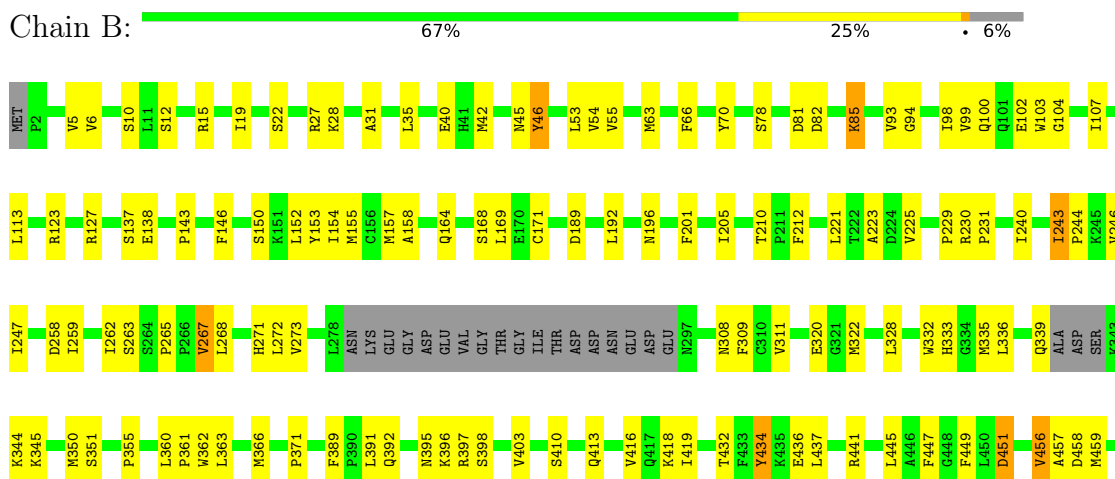 Chain B:
67% 25% • 6%
MET P2 V5 V6 S10 L11 S12 R15 I19 S22 R27 K28 A31 L35 E40 H41 M42 N45 Y46 L53 V54 V55 M63 F66 Y70 S78 D81 D82 K85 V93 G94 I98 V99 Q100 Q101 E102 W103 G104 I107
L113 R123 R127 S137 E138 P143 F146 S150 K151 L152 Y153 I154 M155 C156 M157 A158 Q164 S168 L169 E170 C171 D189 L192 N196 F201 I205 T210 P211 F212 L221 T222 A223 D224 V225 P229 R230 P231 I240 I243 P244 K245 V246
I247 D258 I259 I262 S263 S264 P265 P266 V267 L268 H271 L272 V273 L278 ASN LYS GLU GLY ASP GLU VAL GLY THR GLY ILE THR ASP ASP ASN GLU ASP GLU N297 N308 F309 C310 V311 E320 G321 M322 L328 W332 H333 G334 M335 L336 Q339 ALA ASP SER K343
K344 K345 M350 S351 P355 L360 P361 W362 L363 M366 P371 F389 P390 L391 Q392 N395 K396 R397 S398 V403 S410 Q413 V416 Q417 K418 I419 T432 F433 Y434 K435 E436 L437 R441 L445 A446 F447 G448 F449 L450 D451 V456 A457 D458 M459